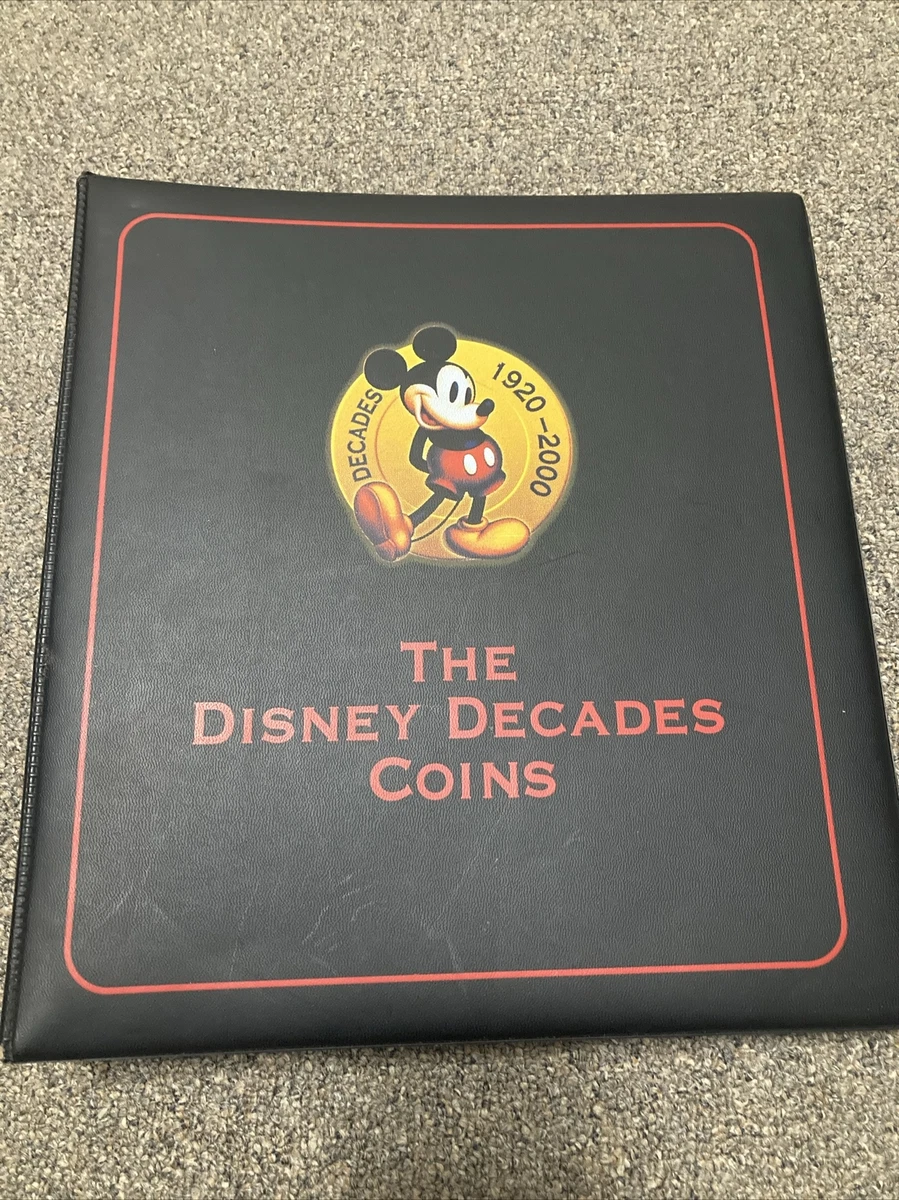 DECADES
1920-2000
THE
DISNEY DECADES
COINS